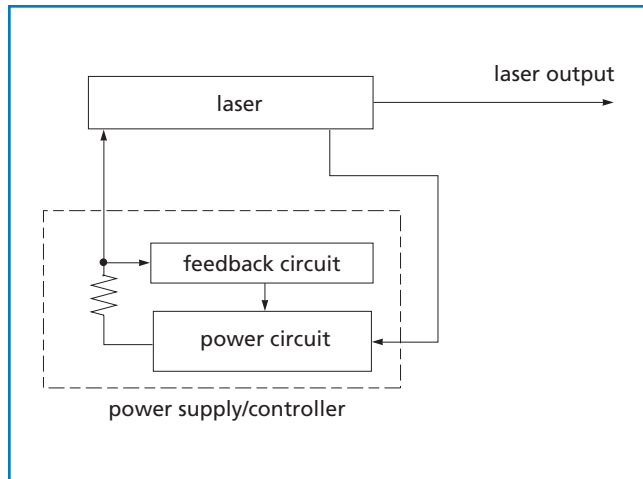 laser output
laser
feedback circuit
power circuit
power supply/controller